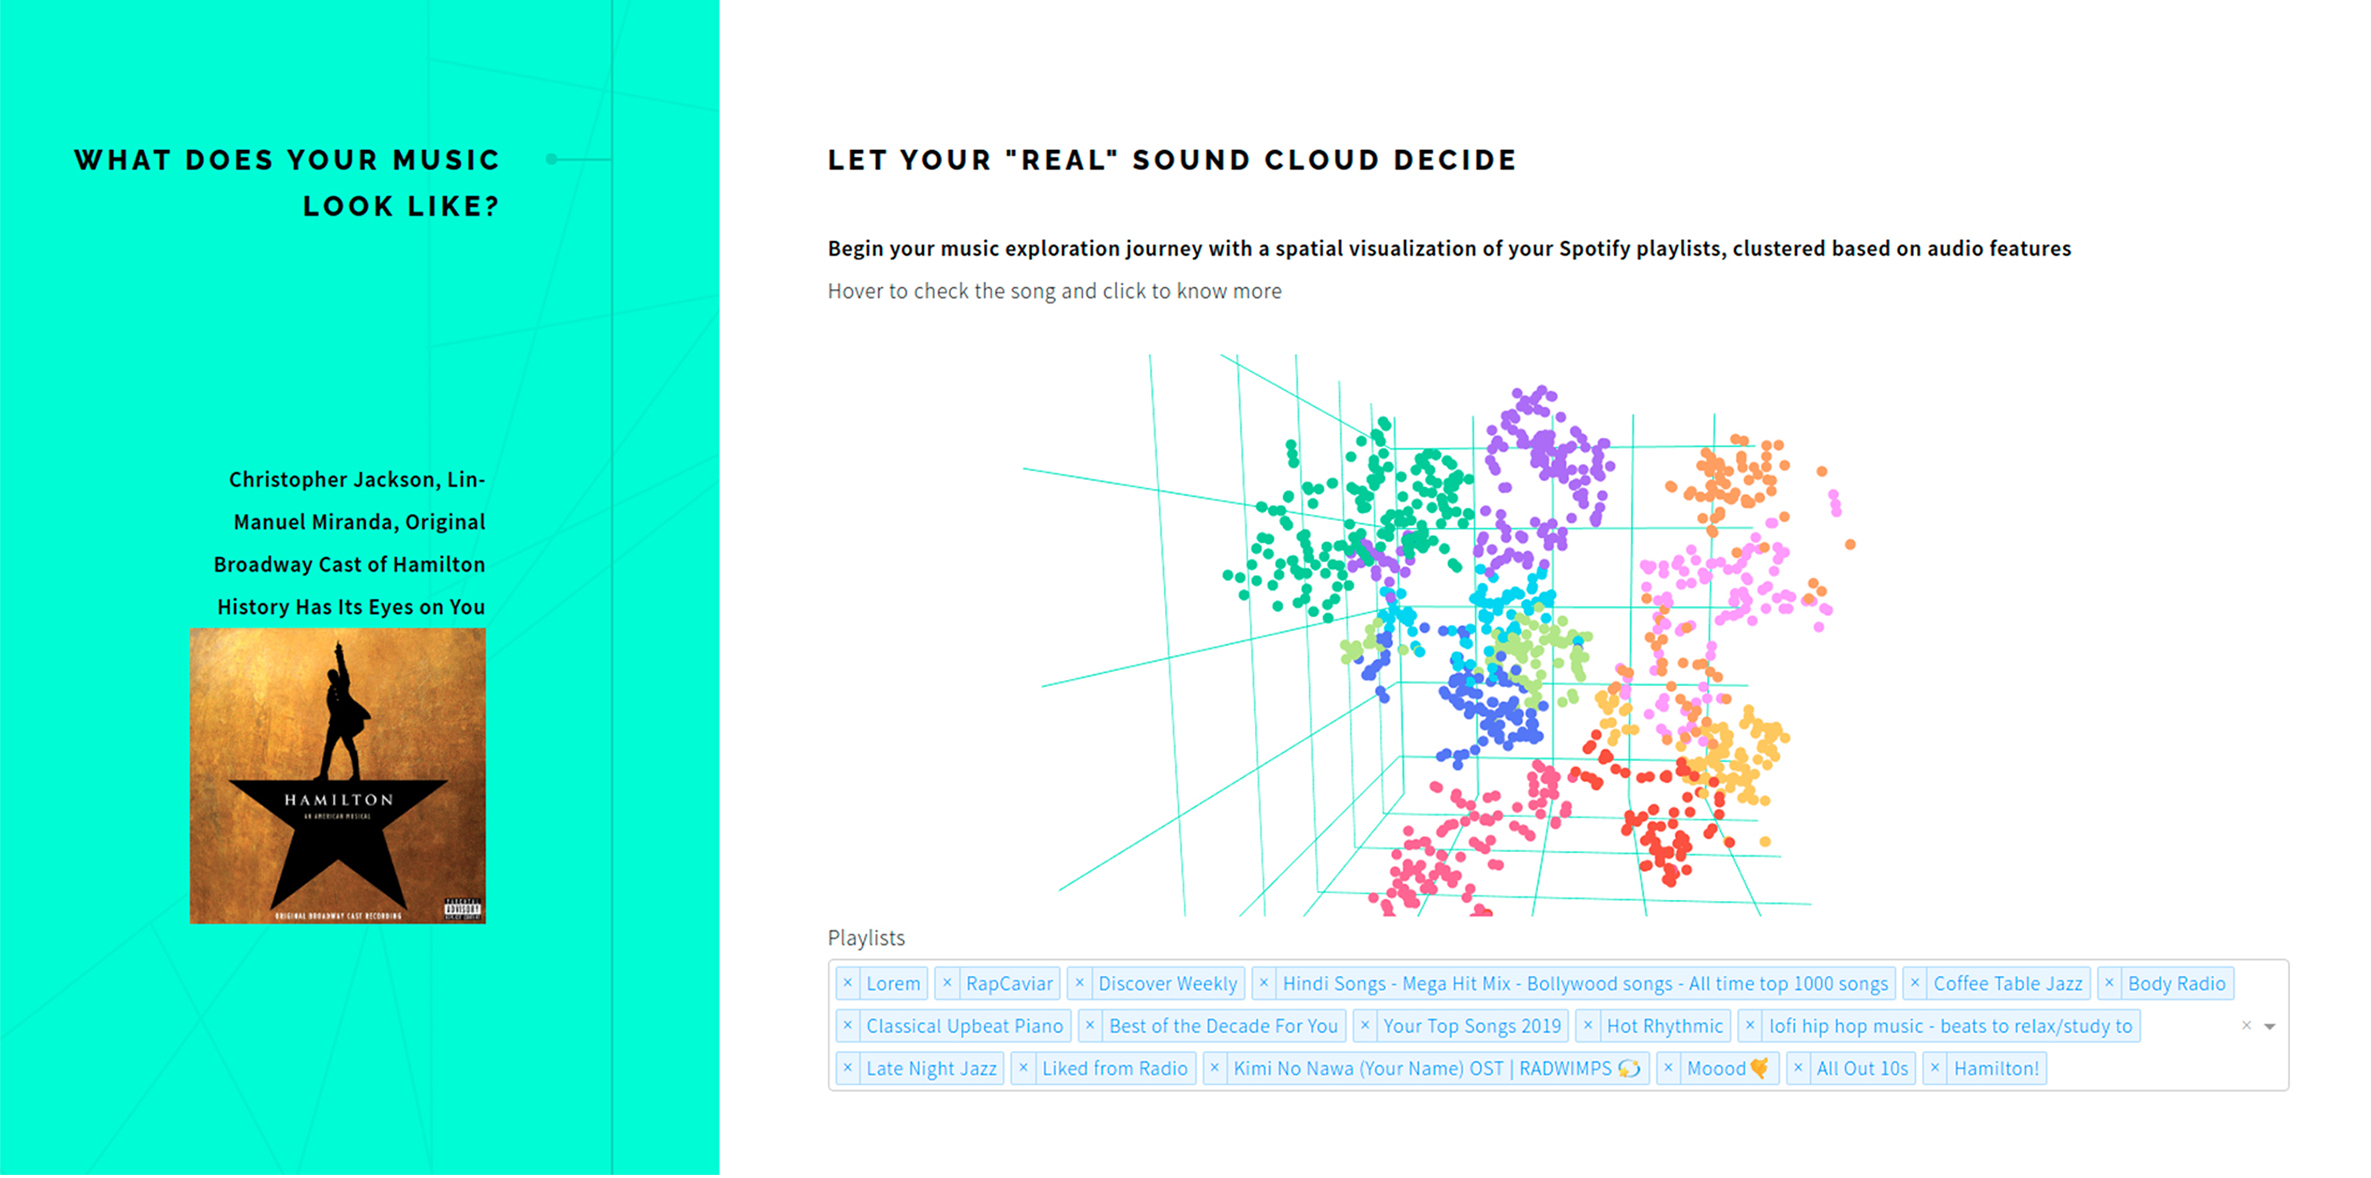 WHAT DOES YOUR MUSIC
LOOK LIKE?
Christopher Jackson, Lin-
Manuel Miranda, Original
Broadway Cast of Hamilton
History Has Its Eyes on You
HAMILTON
AN AMERICAN MUSICAL
ORIGINAL BROADWAY CAST RECORDING
PARENTAL
ADVISORY
EXPLICIT CONTENT
LET YOUR "REAL" SOUND CLOUD DECIDE
Begin your music exploration journey with a spatial visualization of your Spotify playlists, clustered based on audio features
Hover to check the song and click to know more
Playlists
× Lorem × RapCaviar × Discover Weekly × Hindi Songs - Mega Hit Mix - Bollywood songs - All time top 1000 songs × Coffee Table Jazz × Body Radio
× Classical Upbeat Piano × Best of the Decade For You × Your Top Songs 2019 × Hot Rhythmic × lofi hip hop music - beats to relax/study to ×
× Late Night Jazz × Liked from Radio × Kimi No Nawa (Your Name) OST | RADWIMPS 💫 × Moood🧡 × All Out 10s × Hamilton!